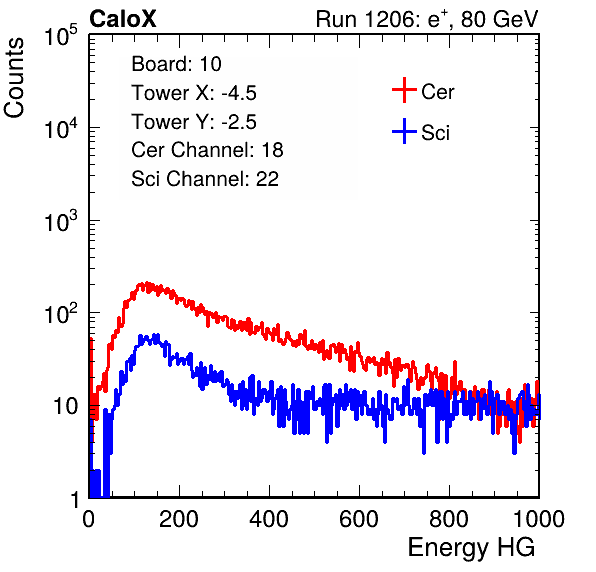 CaloX Run 1206: e⁺, 80 GeV
Counts
10⁵
10⁴
10³
10²
10
1
Board: 10
Tower X: -4.5
Tower Y: -2.5
Cer Channel: 18
Sci Channel: 22
Cer
Sci
0 200 400 600 800 1000
Energy HG